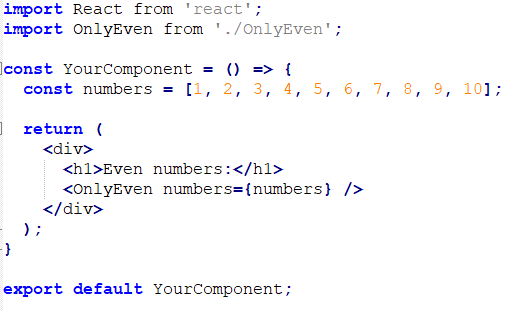 import React from 'react';
import OnlyEven from './OnlyEven';
const YourComponent = () => {
  const numbers = [1, 2, 3, 4, 5, 6, 7, 8, 9, 10];
  return (
    <div>
      <h1>Even numbers:</h1>
      <OnlyEven numbers={numbers} />
    </div>
  );
}
export default YourComponent;